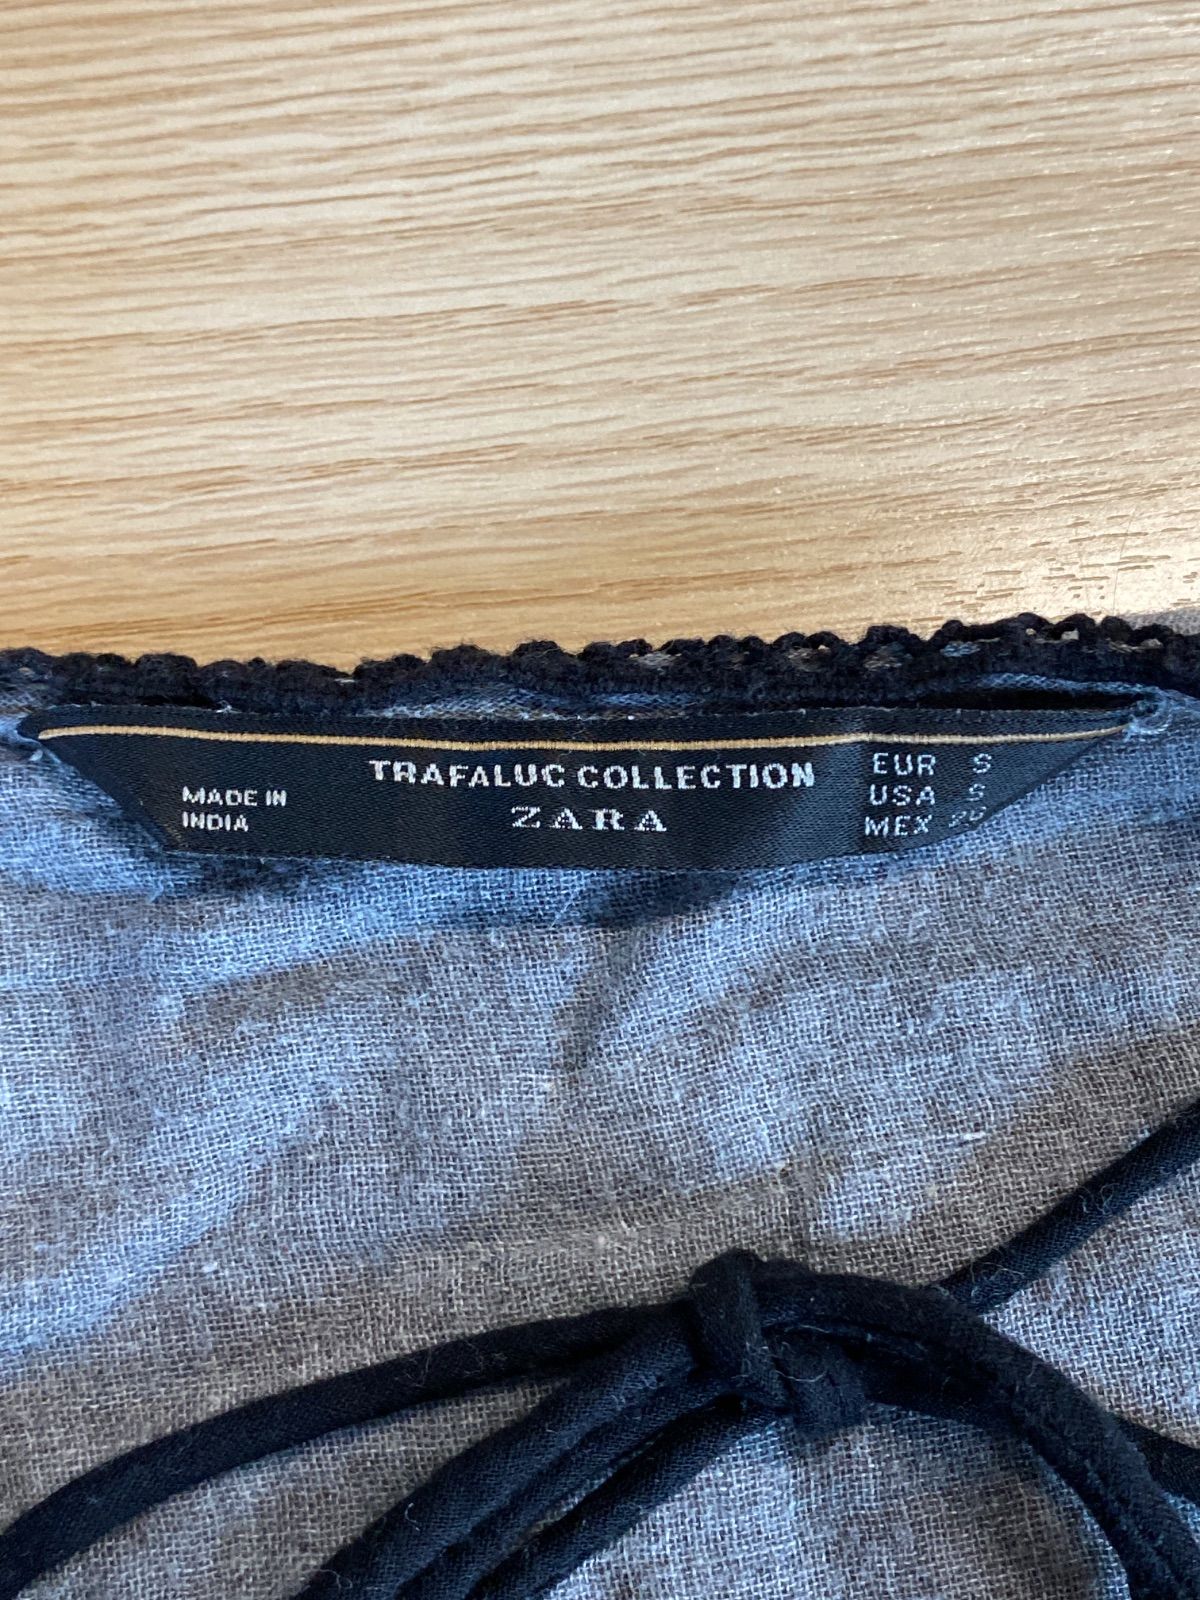 TRAFALUC COLLECTION
ZARA
MADE IN
INDIA
EUR S
USA S
MEX